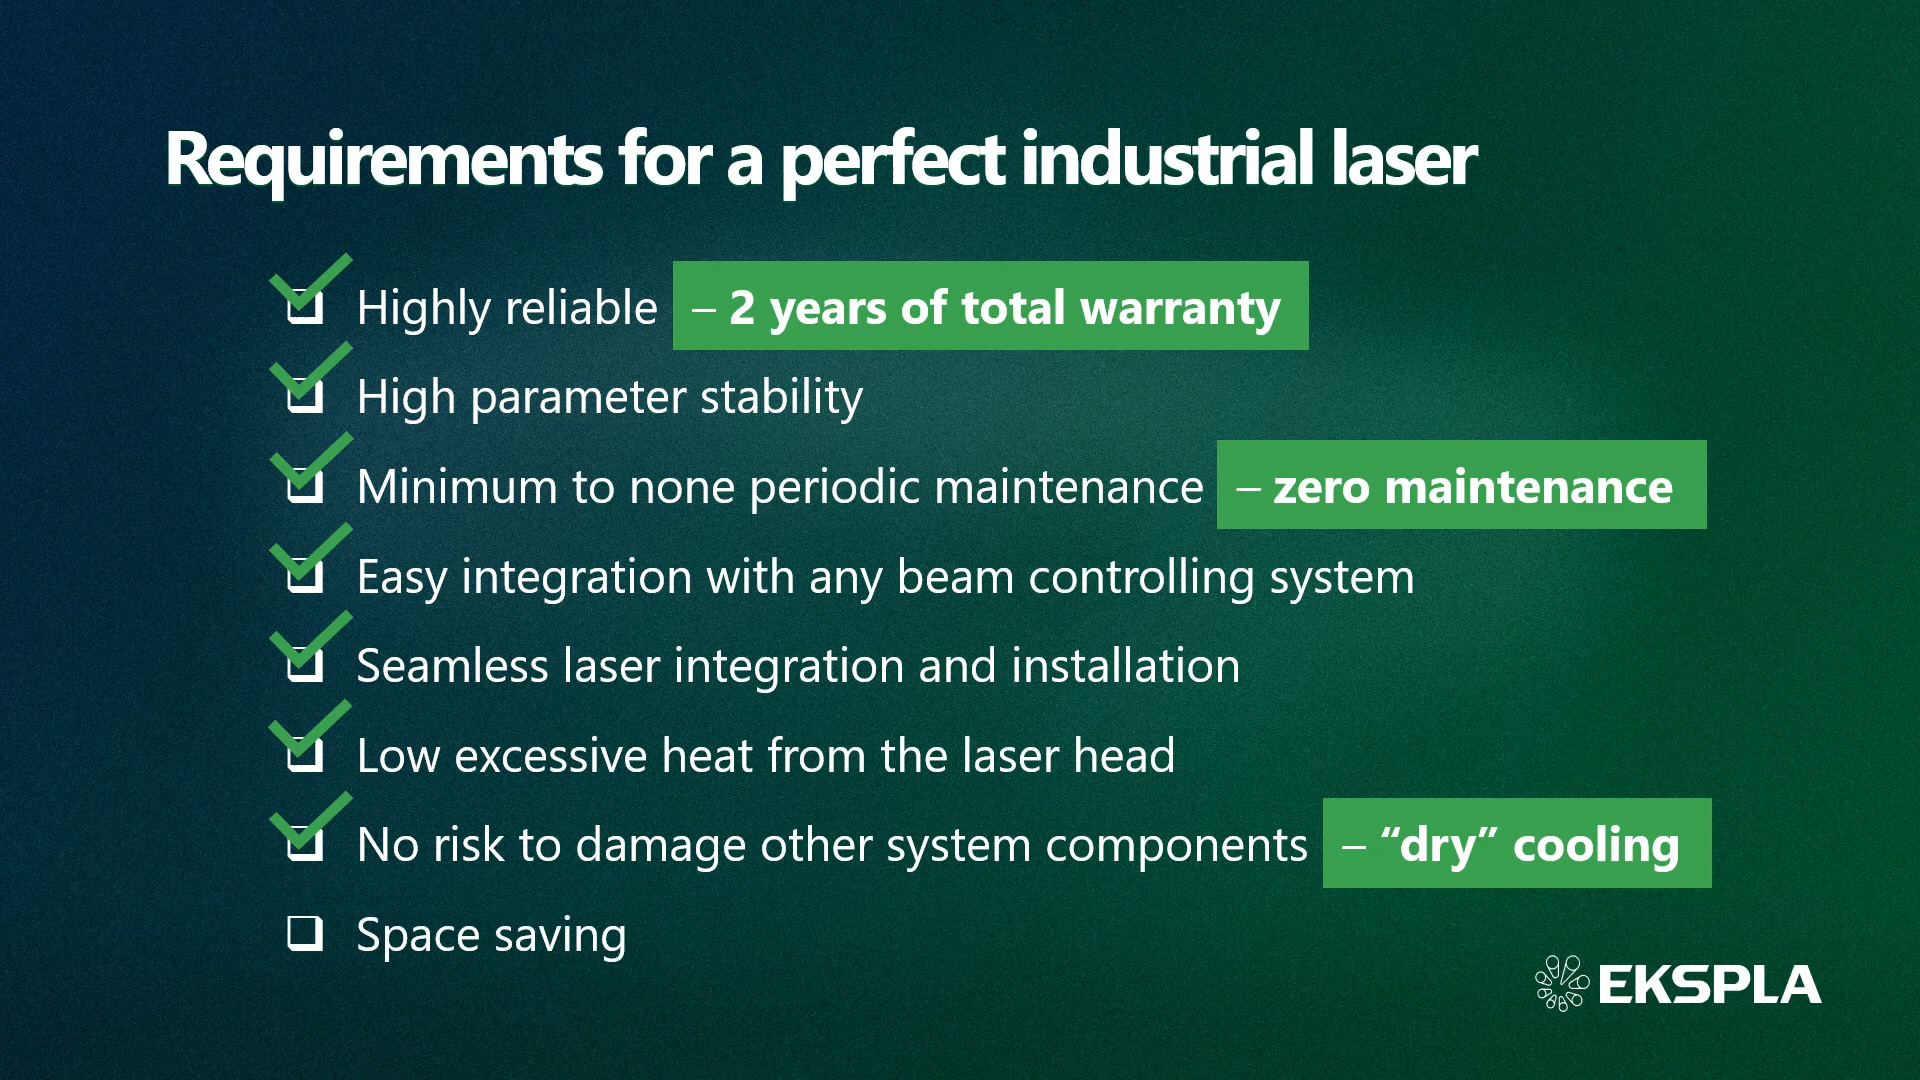 Requirements for a perfect industrial laser
Highly reliable – 2 years of total warranty
High parameter stability
Minimum to none periodic maintenance – zero maintenance
Easy integration with any beam controlling system
Seamless laser integration and installation
Low excessive heat from the laser head
No risk to damage other system components – “dry” cooling
Space saving
EKSPLA